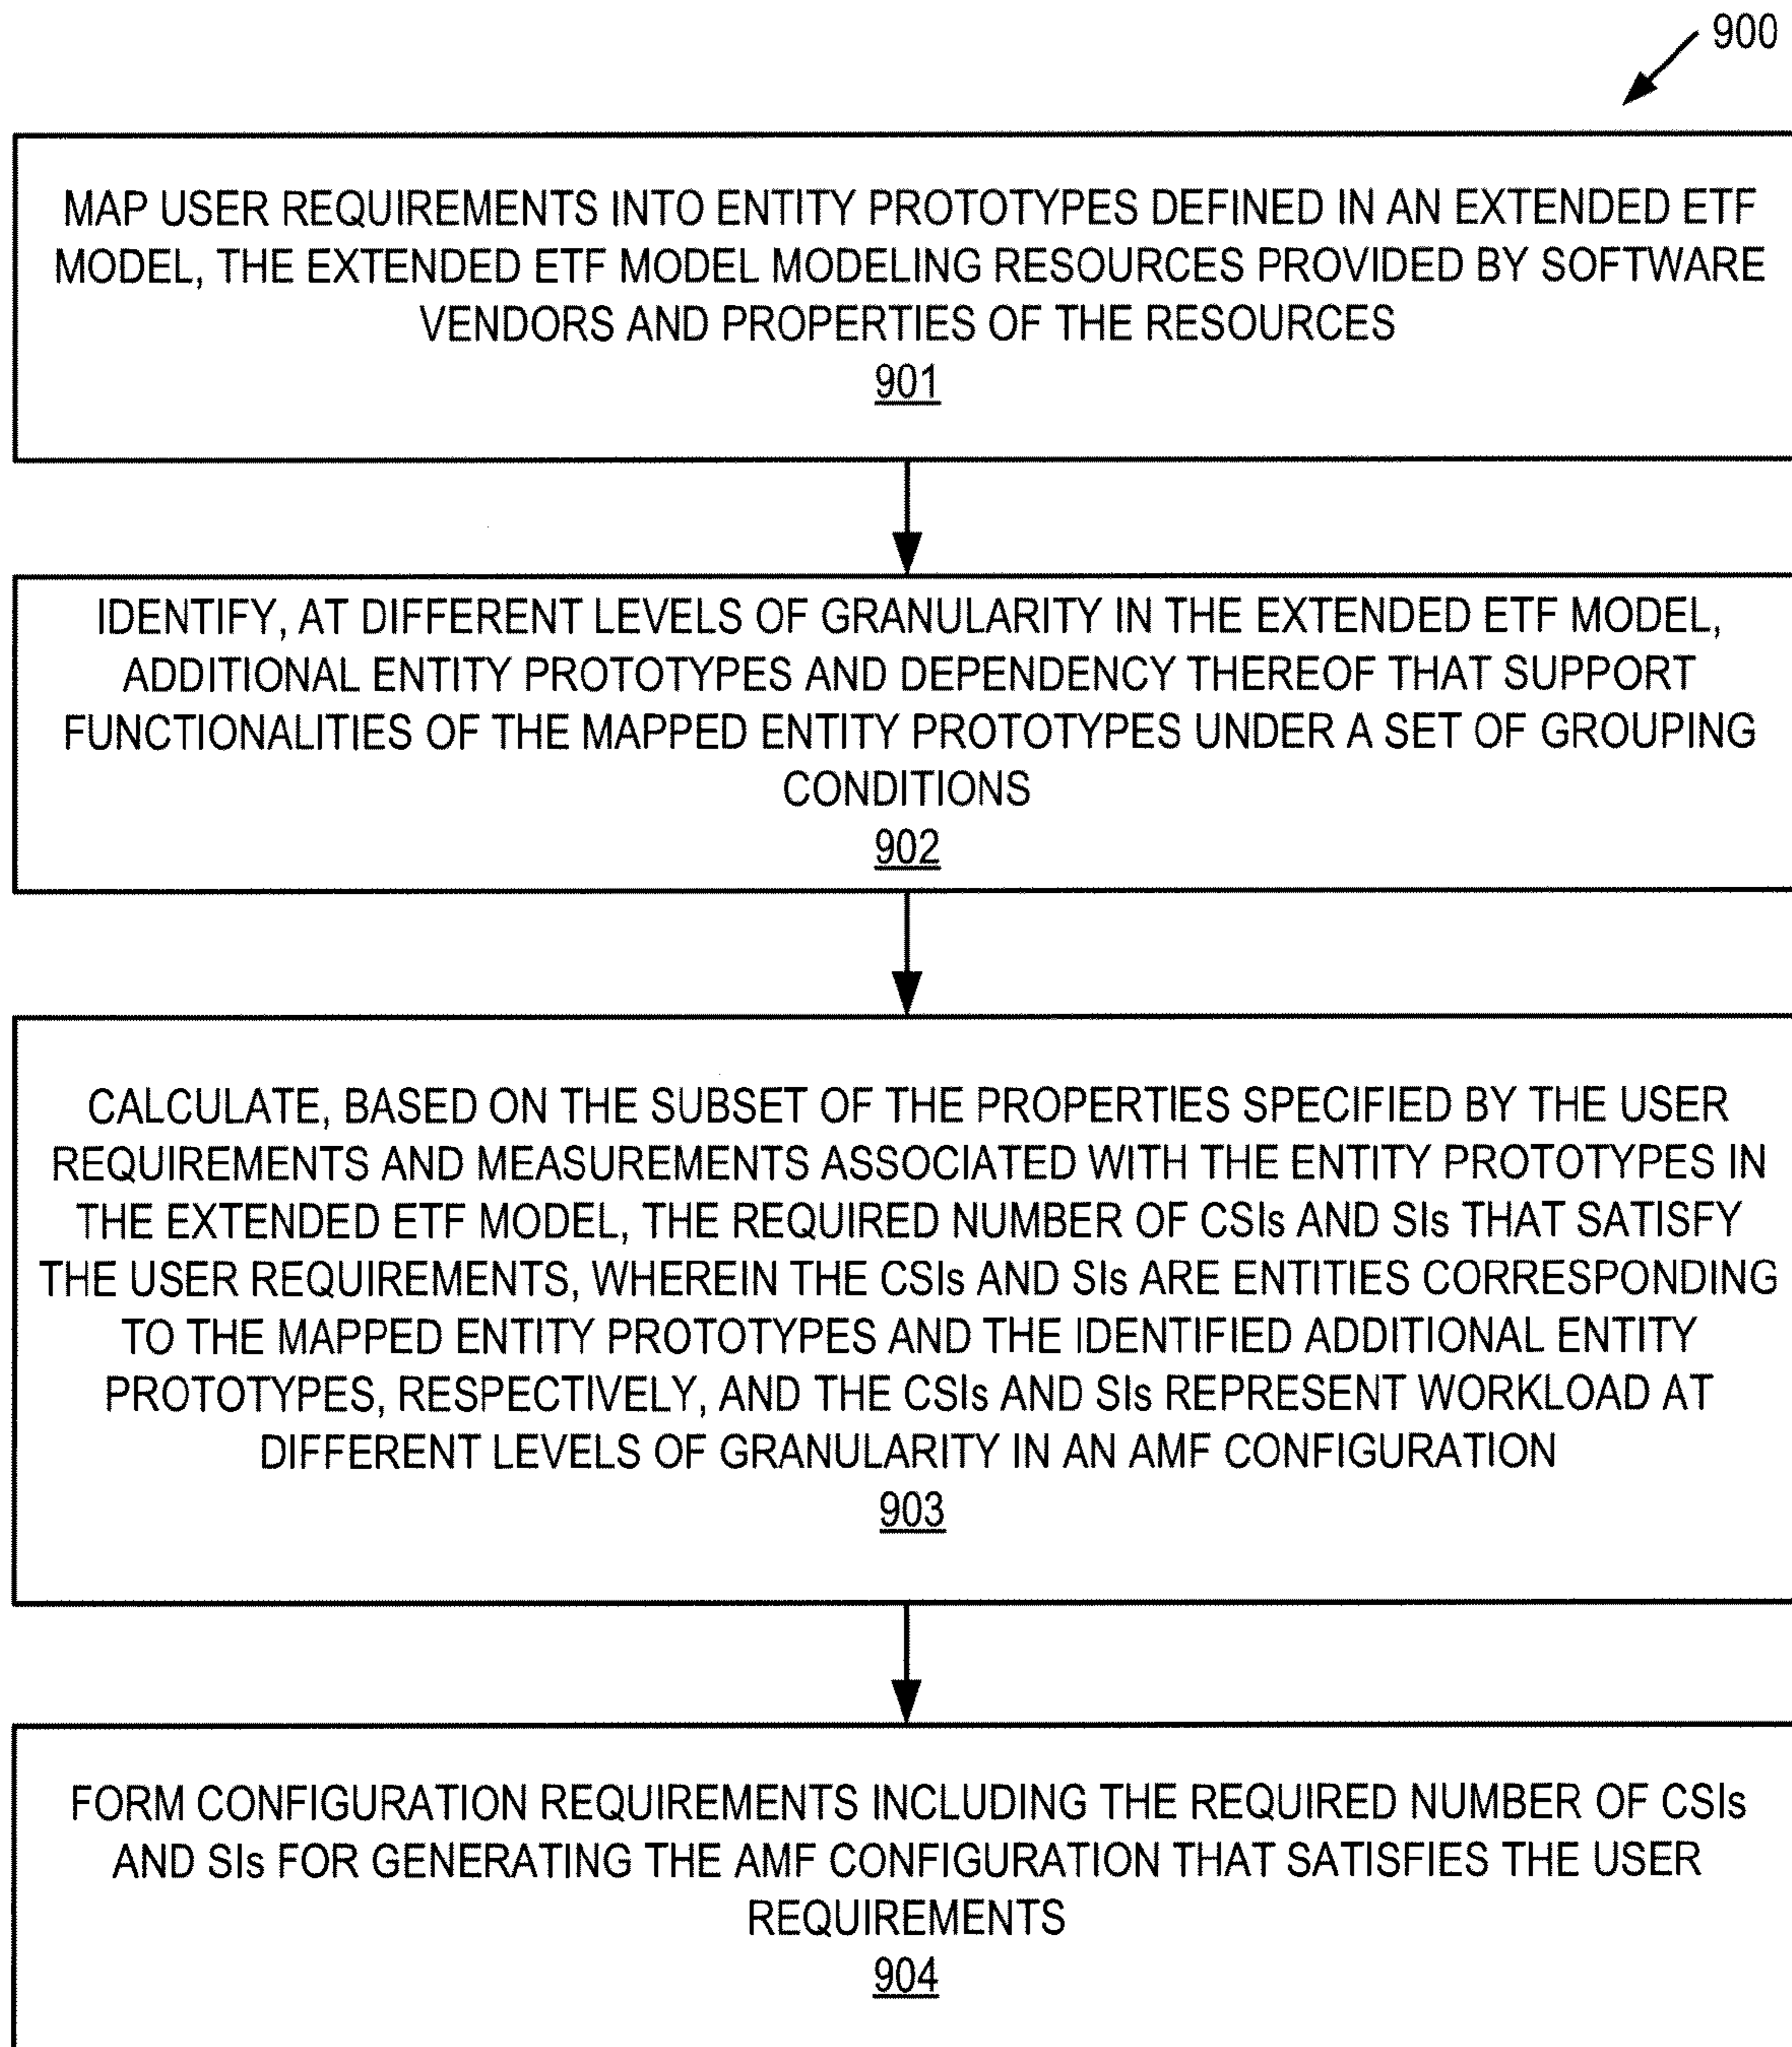 900
MAP USER REQUIREMENTS INTO ENTITY PROTOTYPES DEFINED IN AN EXTENDED ETF
MODEL, THE EXTENDED ETF MODEL MODELING RESOURCES PROVIDED BY SOFTWARE
VENDORS AND PROPERTIES OF THE RESOURCES
901
IDENTIFY, AT DIFFERENT LEVELS OF GRANULARITY IN THE EXTENDED ETF MODEL,
ADDITIONAL ENTITY PROTOTYPES AND DEPENDENCY THEREOF THAT SUPPORT
FUNCTIONALITIES OF THE MAPPED ENTITY PROTOTYPES UNDER A SET OF GROUPING
CONDITIONS
902
CALCULATE, BASED ON THE SUBSET OF THE PROPERTIES SPECIFIED BY THE USER
REQUIREMENTS AND MEASUREMENTS ASSOCIATED WITH THE ENTITY PROTOTYPES IN
THE EXTENDED ETF MODEL, THE REQUIRED NUMBER OF CSIs AND SIs THAT SATISFY
THE USER REQUIREMENTS, WHEREIN THE CSIs AND SIs ARE ENTITIES CORRESPONDING
TO THE MAPPED ENTITY PROTOTYPES AND THE IDENTIFIED ADDITIONAL ENTITY
PROTOTYPES, RESPECTIVELY, AND THE CSIs AND SIs REPRESENT WORKLOAD AT
DIFFERENT LEVELS OF GRANULARITY IN AN AMF CONFIGURATION
903
FORM CONFIGURATION REQUIREMENTS INCLUDING THE REQUIRED NUMBER OF CSIs
AND SIs FOR GENERATING THE AMF CONFIGURATION THAT SATISFIES THE USER
REQUIREMENTS
904